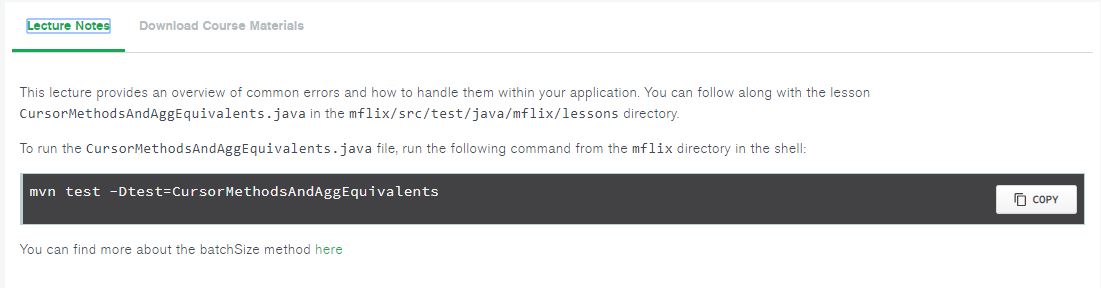 Lecture Notes Download Course Materials
This lecture provides an overview of common errors and how to handle them within your application. You can follow along with the lesson
CursorMethodsAndAggEquivalents.java in the mflix/src/test/java/mflix/lessons directory.
To run the CursorMethodsAndAggEquivalents.java file, run the following command from the mflix directory in the shell:
mvn test -Dtest=CursorMethodsAndAggEquivalents
COPY
You can find more about the batchSize method here